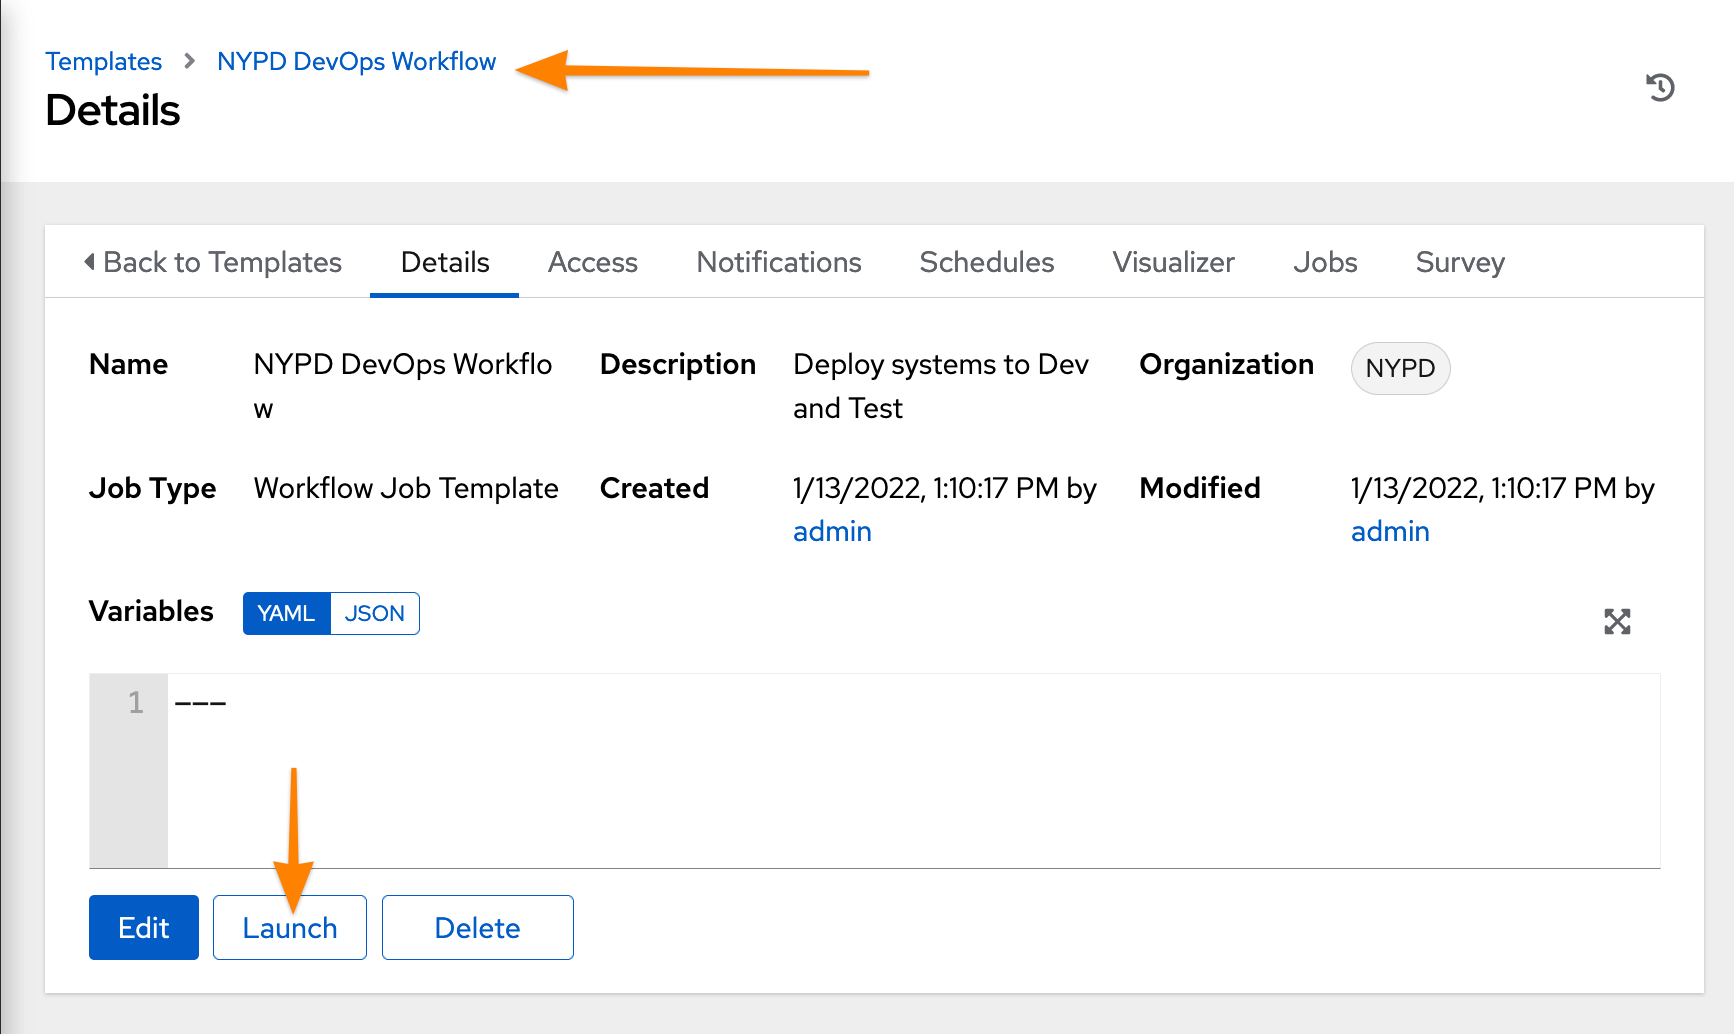 Templates > NYPD DevOps Workflow
Details
Back to Templates Details Access Notifications Schedules Visualizer Jobs Survey
Name NYPD DevOps Workflo Description Deploy systems to Dev Organization NYPD
w and Test
Job Type Workflow Job Template Created 1/13/2022, 1:10:17 PM by Modified 1/13/2022, 1:10:17 PM by
admin admin
Variables YAML JSON
1 ---
Edit Launch Delete